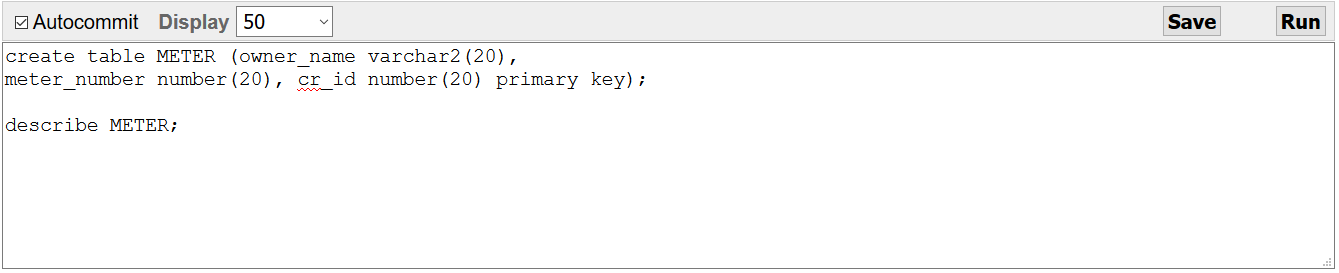 Autocommit Display 50 Save Run
create table METER (owner_name varchar2(20),
meter_number number(20), cr_id number(20) primary key);
describe METER;